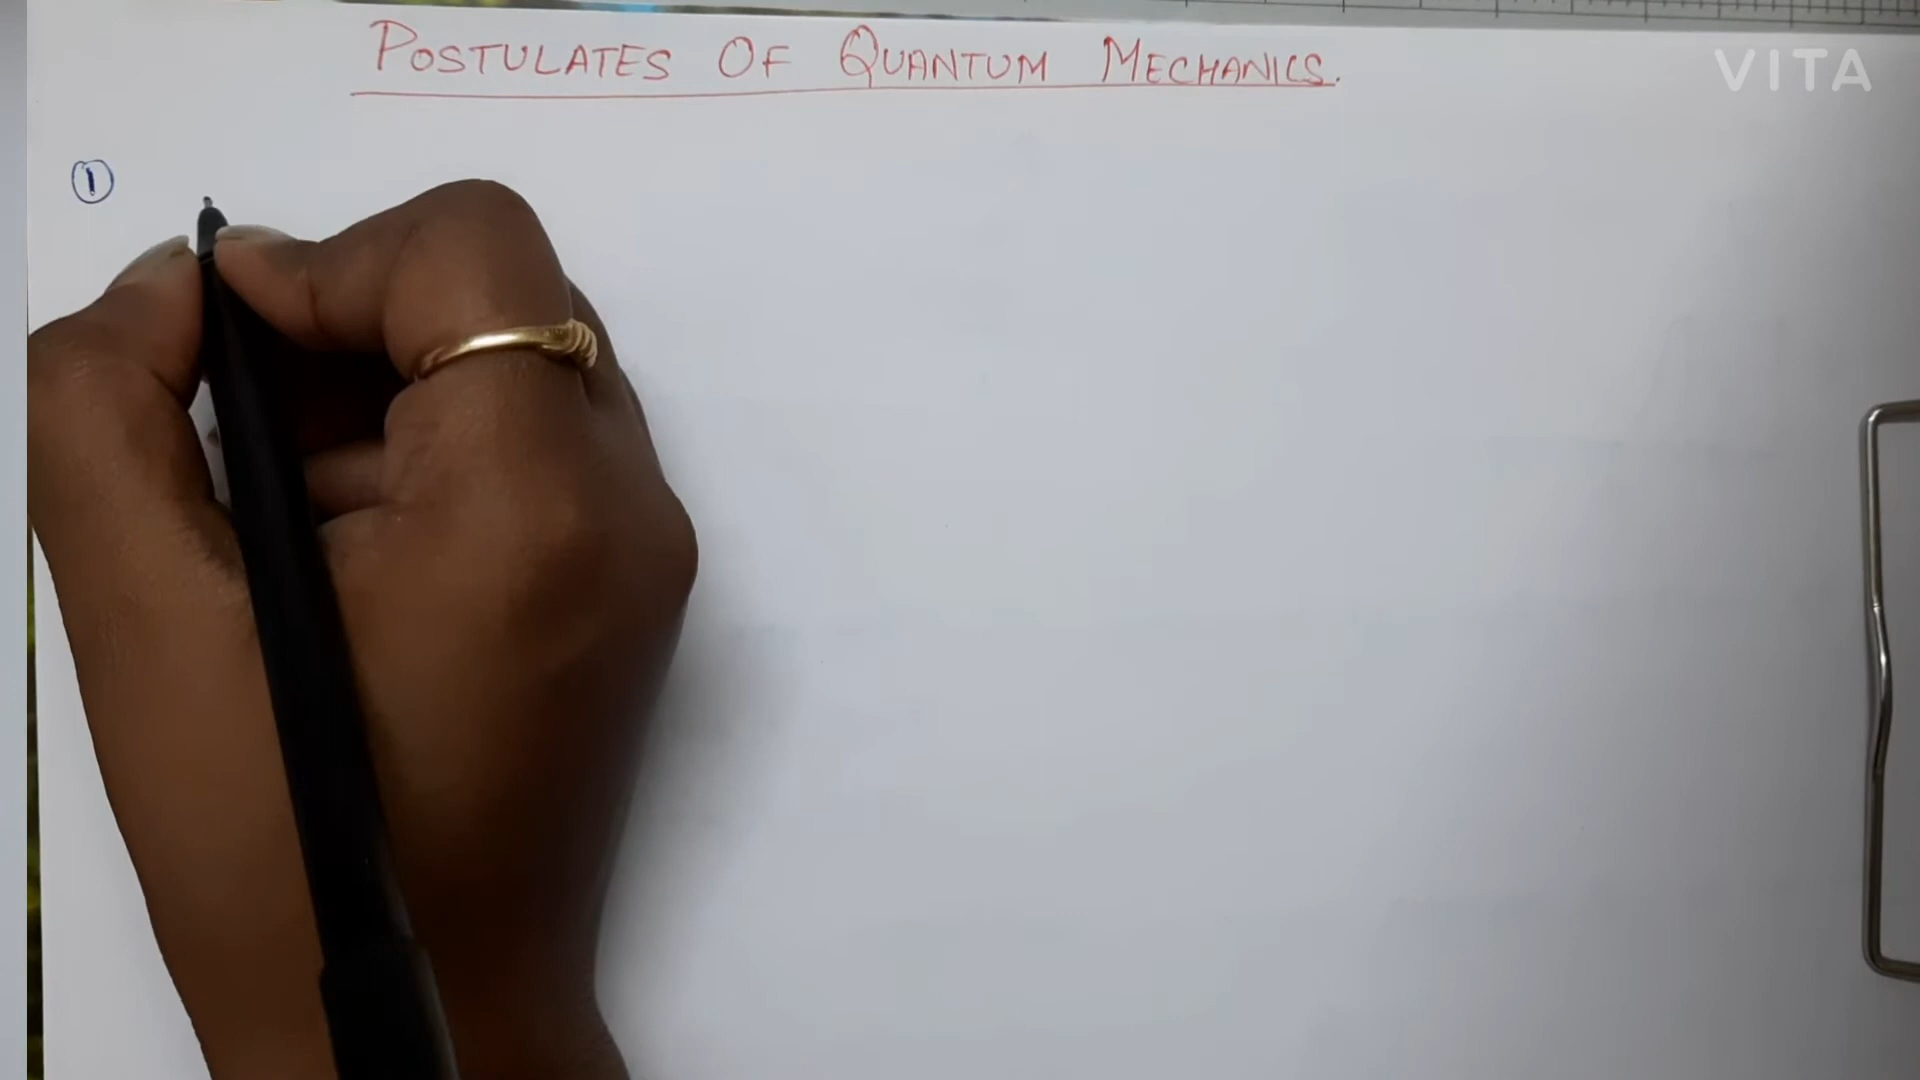 POSTULATES OF QUANTUM MECHANICS.
VITA
①